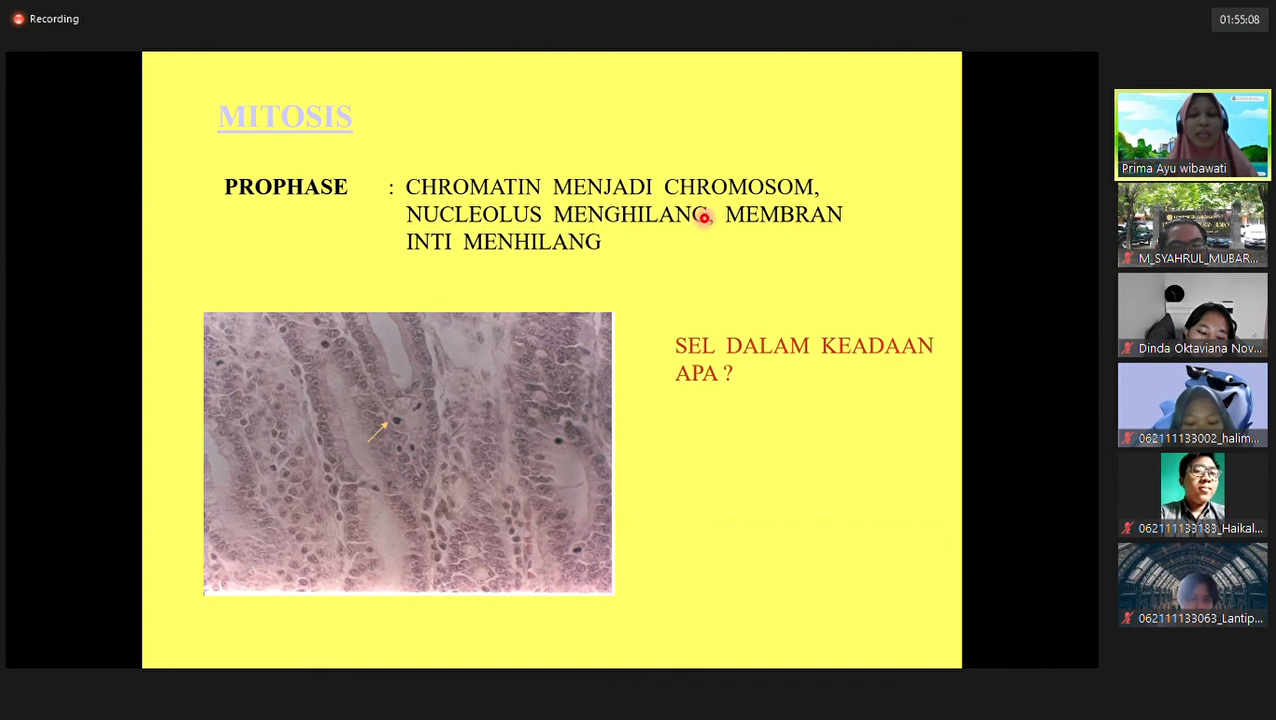 Recording
01:55:08
MITOSIS
PROPHASE : CHROMATIN MENJADI CHROMOSOM,
NUCLEOLUS MENGHILANG, MEMBRAN
INTI MENHILANG
SEL DALAM KEADAAN
APA ?
Prima Ayu wibawati
M_SYAHRUL_MUBAR...
Dinda Oktaviana Nov...
062111133002_halim...
062111133183_Haikal...
062111133063_Lantip...